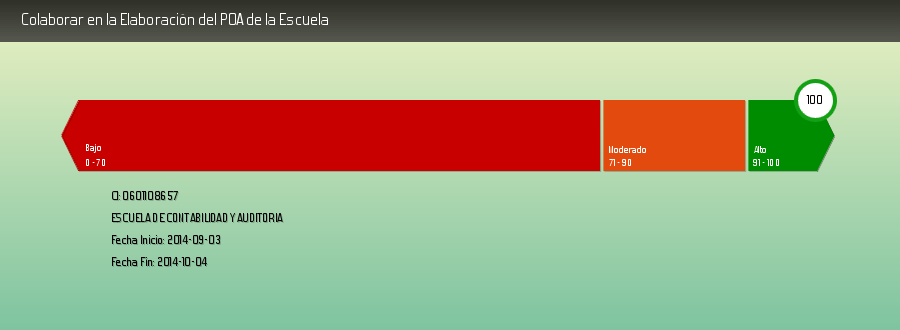 Colaborar en la Elaboración del POA de la Escuela
100
Bajo
0 - 70
Moderado
71 - 90
Alto
91 - 100
CI: 0601108657
ESCUELA DE CONTABILIDAD Y AUDITORIA
Fecha Inicio: 2014-09-03
Fecha Fin: 2014-10-04